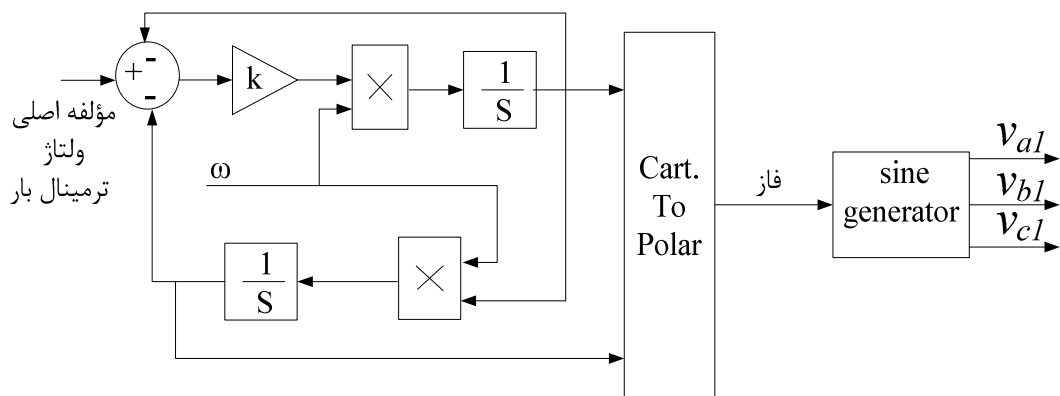 +
-
-
k
×
1
S
مؤلفه اصلی
ولتاژ
ترمینال بار
ω
1
S
×
Cart.
To
Polar
فاز
sine
generator
va1
vb1
vc1